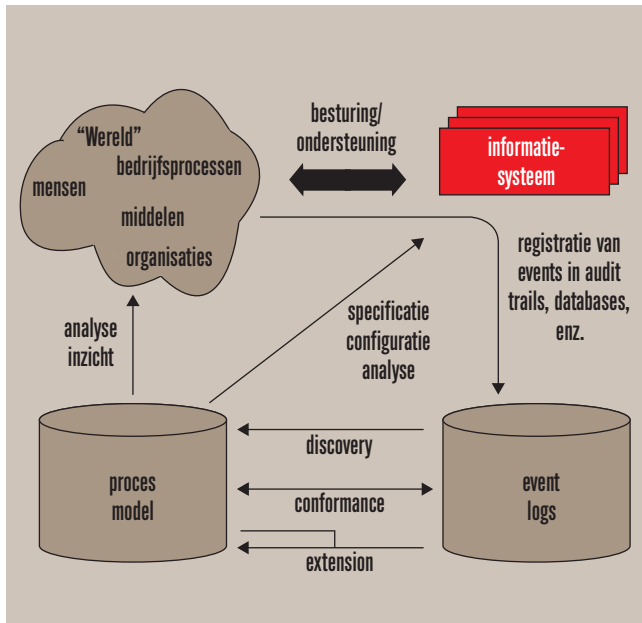 “Wereld”
bedrijfsprocessen
mensen
middelen
organisaties
besturing/
ondersteuning
informatie-
systeem
registratie van
events in audit
trails, databases,
enz.
analyse
inzicht
specificatie
configuratie
analyse
proces
model
discovery
conformance
extension
event
logs